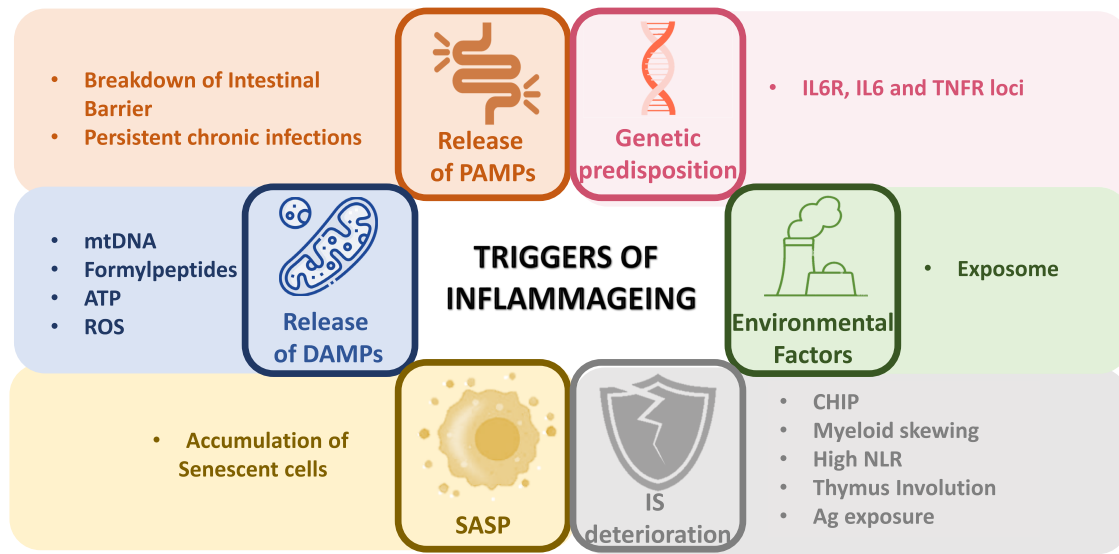 • Breakdown of Intestinal
Barrier
• Persistent chronic infections
Release
of PAMPs
Genetic
predisposition
• IL6R, IL6 and TNFR loci
• mtDNA
• Formylpeptides
• ATP
• ROS
Release
of DAMPs
TRIGGERS OF
INFLAMMAGEING
Environmental
Factors
• Exposome
• Accumulation of
Senescent cells
SASP
IS
deterioration
• CHIP
• Myeloid skewing
• High NLR
• Thymus Involution
• Ag exposure